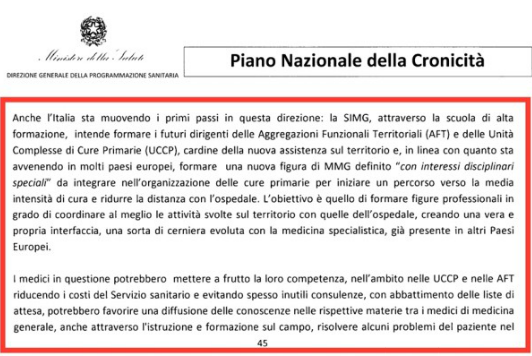 Ministero della Salute
DIREZIONE GENERALE DELLA PROGRAMMAZIONE SANITARIA
Piano Nazionale della Cronicità
Anche l'Italia sta muovendo i primi passi in questa direzione: la SIMG, attraverso la scuola di alta
formazione, intende formare i futuri dirigenti delle Aggregazioni Funzionali Territoriali (AFT) e delle Unità
Complesse di Cure Primarie (UCCP), cardine della nuova assistenza sul territorio e, in linea con quanto sta
avvenendo in molti paesi europei, formare una nuova figura di MMG definito "con interessi disciplinari
speciali" da integrare nell'organizzazione delle cure primarie per iniziare un percorso verso la media
intensità di cura e ridurre la distanza con l'ospedale. L'obiettivo è quello di formare figure professionali in
grado di coordinare al meglio le attività svolte sul territorio con quelle dell'ospedale, creando una vera e
propria interfaccia, una sorta di cerniera evoluta con la medicina specialistica, già presente in altri Paesi
Europei.
I medici in questione potrebbero mettere a frutto la loro competenza, nell'ambito nelle UCCP e nelle AFT
riducendo i costi del Servizio sanitario e evitando spesso inutili consulenze, con abbattimento delle liste di
attesa, potrebbero favorire una diffusione delle conoscenze nelle rispettive materie tra i medici di medicina
generale, anche attraverso l'istruzione e formazione sul campo, risolvere alcuni problemi del paziente nel
45